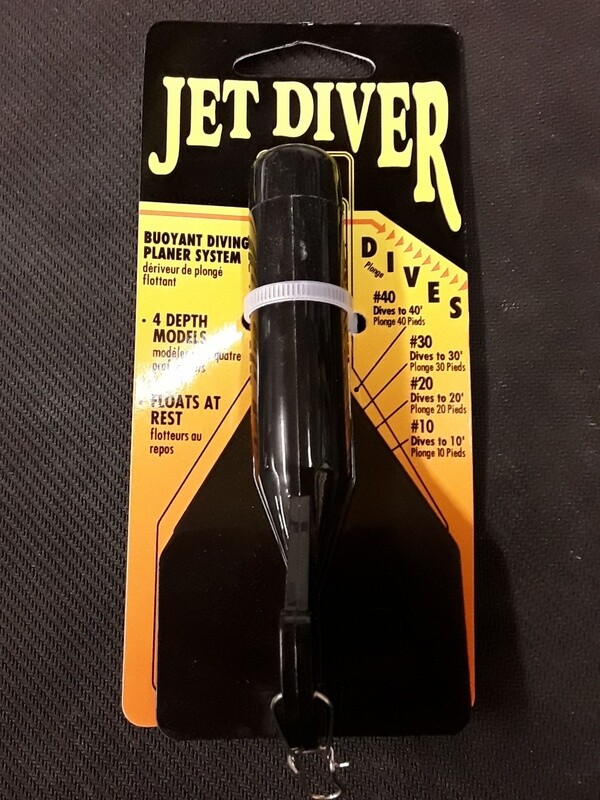 JET DIVER
BUOYANT DIVING
PLANER SYSTEM
dériveur de plongé
flottant
4 DEPTH
MODELS
quatre
FLOATS AT
REST
flotteurs au
repos
DIVES
Plonge
#40
Dives to 40'
Plonge 40 Pieds
#30
Dives to 30'
Plonge 30 Pieds
#20
Dives to 20'
Plonge 20 Pieds
#10
Dives to 10'
Plonge 10 Pieds